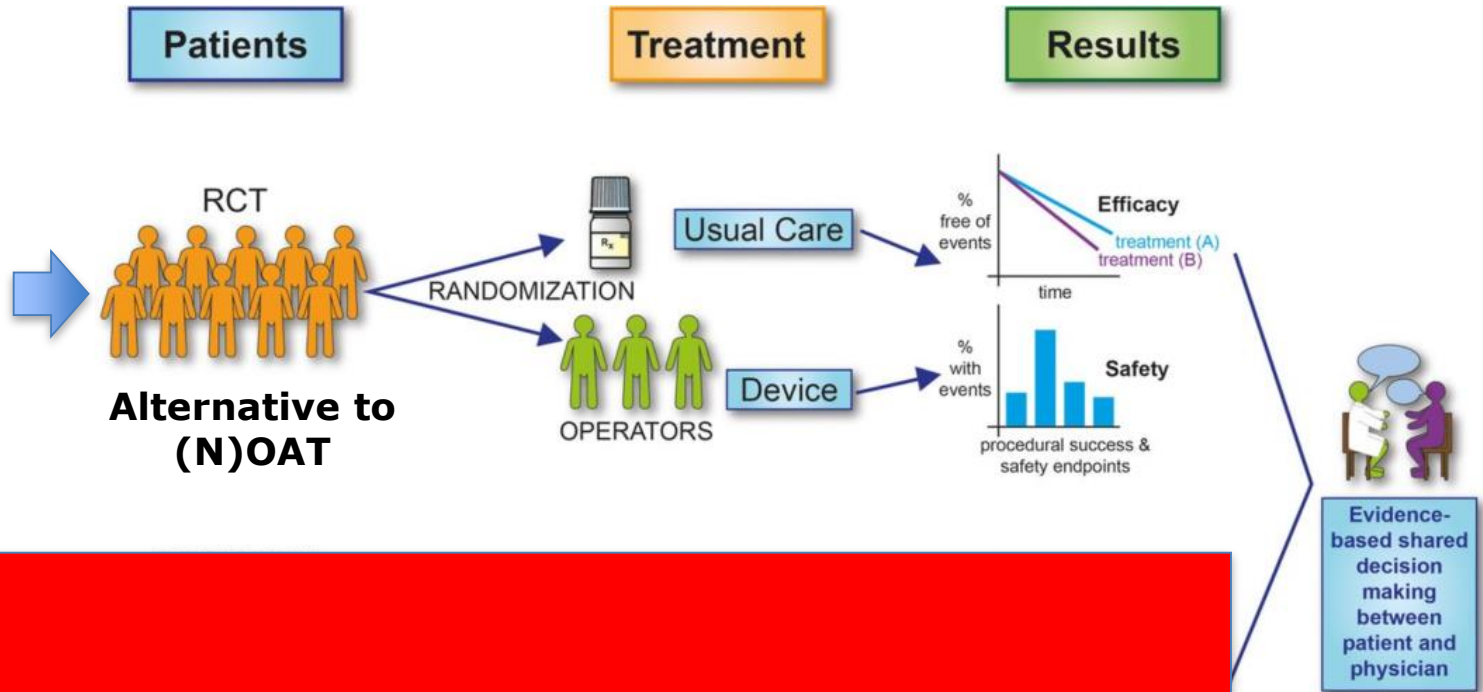 Patients
Treatment
Results
RCT
Alternative to
(N)OAT
RANDOMIZATION
Rx
Usual Care
OPERATORS
Device
%
free of
events
Efficacy
treatment (A)
treatment (B)
time
%
with
events
Safety
procedural success &
safety endpoints
Evidence-
based shared
decision
making
between
patient and
physician